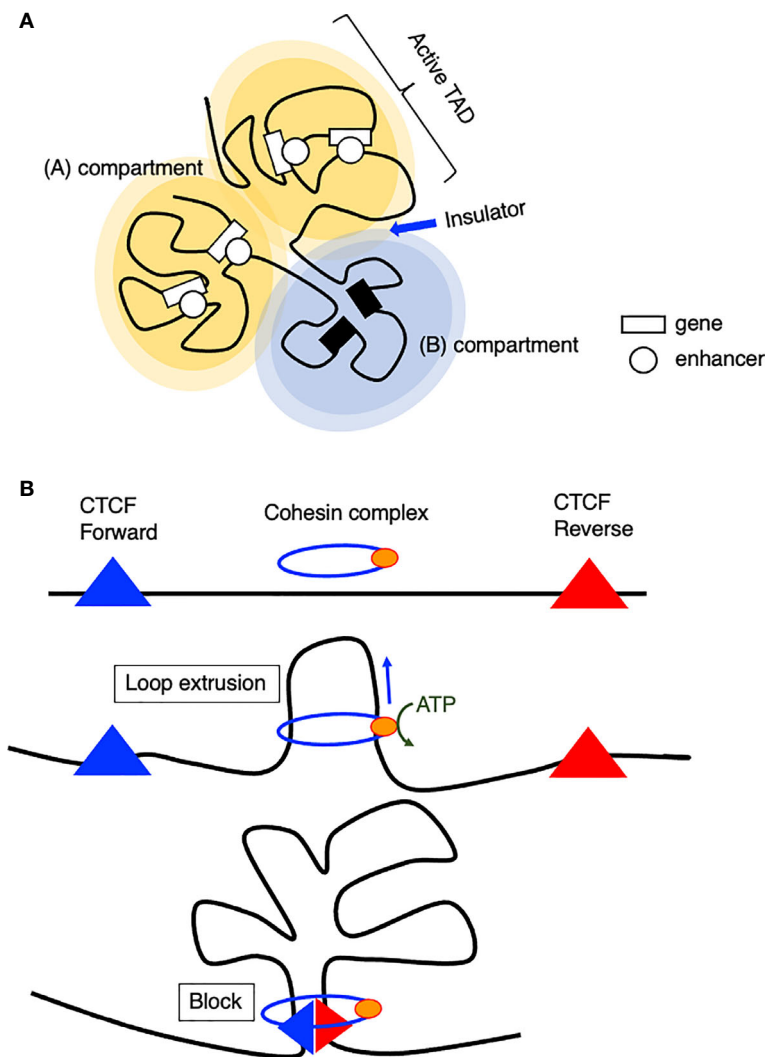 A
Active TAD
(A) compartment
Insulator
(B) compartment
gene
enhancer
B
CTCF
Forward
Cohesin complex
CTCF
Reverse
Loop extrusion
ATP
Block